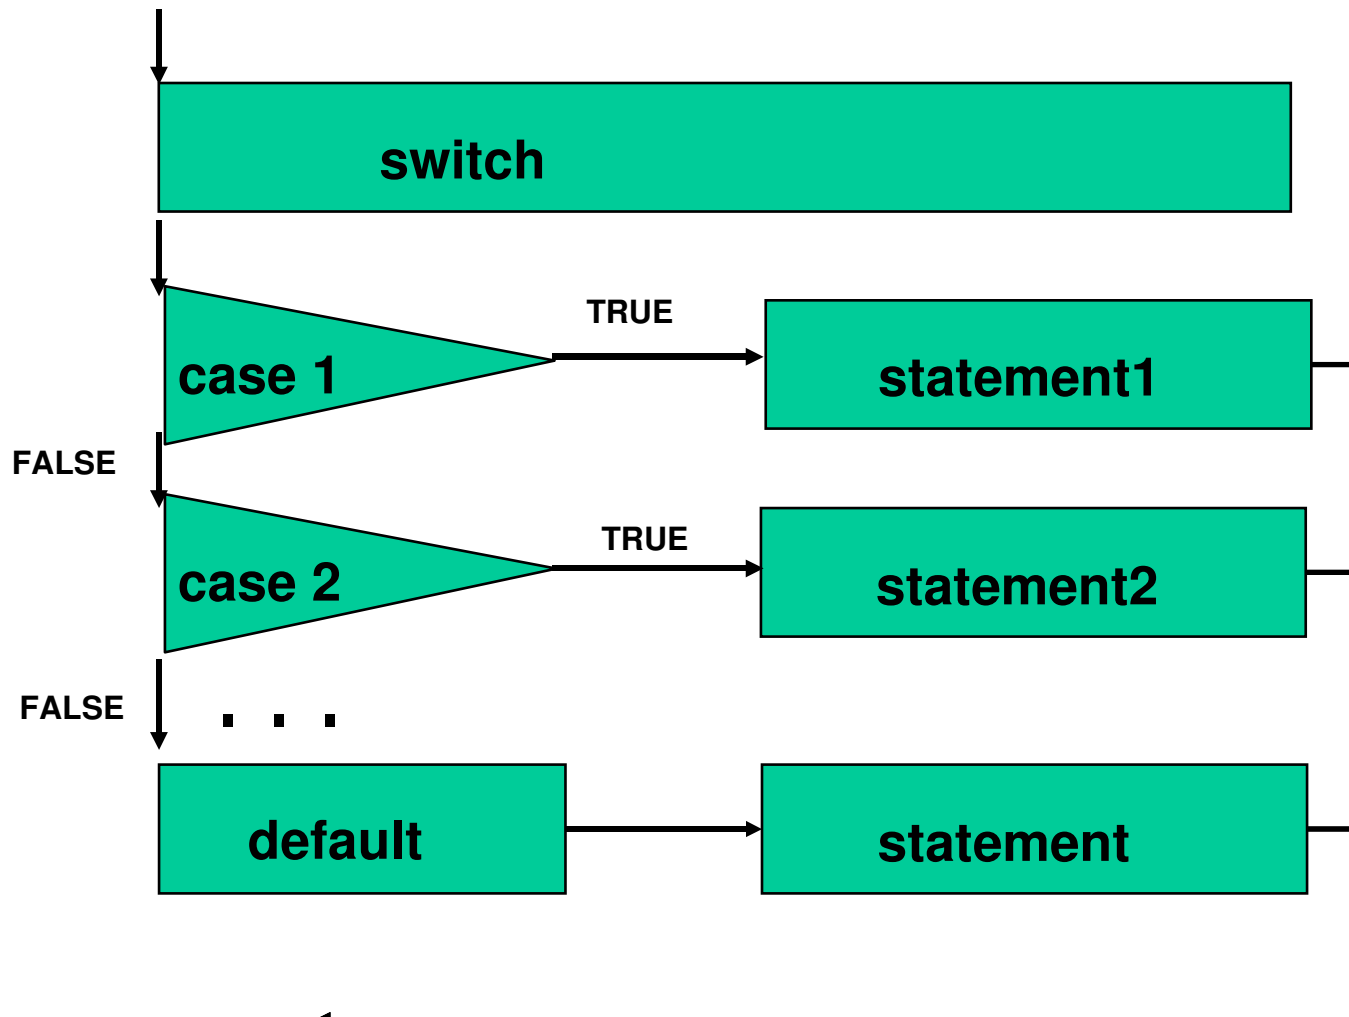 switch
TRUE
case 1
statement1
FALSE
TRUE
case 2
statement2
FALSE
. . .
default
statement